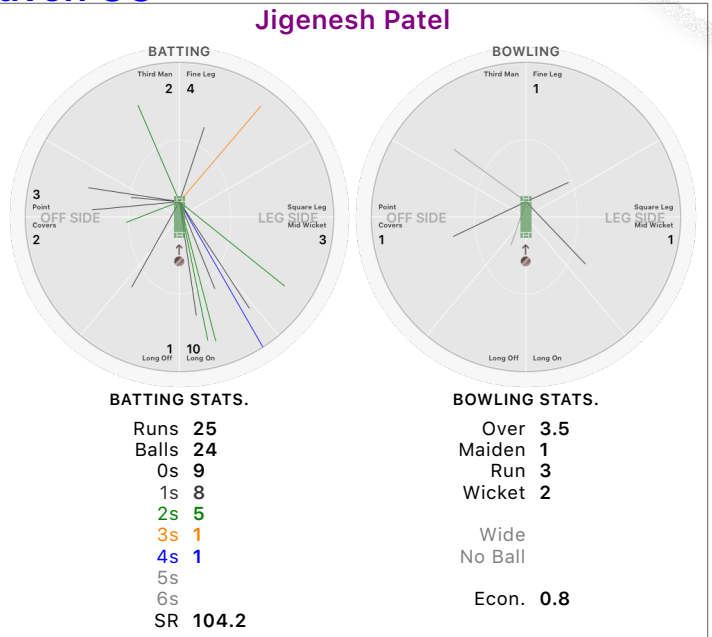 Jigenesh Patel
BATTING
Third Man Fine Leg
2 4
3
Point
OFF SIDE
Covers
2
Square Leg
LEG SIDE
Mid Wicket
3
1 10
Long Off Long On
BOWLING
Third Man Fine Leg
1
Point
OFF SIDE
Covers
1
Square Leg
LEG SIDE
Mid Wicket
1
Long Off Long On
BATTING STATS.
Runs 25
Balls 24
0s 9
1s 8
2s 5
3s 1
4s 1
5s
6s
SR 104.2
BOWLING STATS.
Over 3.5
Maiden 1
Run 3
Wicket 2
Wide
No Ball
Econ. 0.8